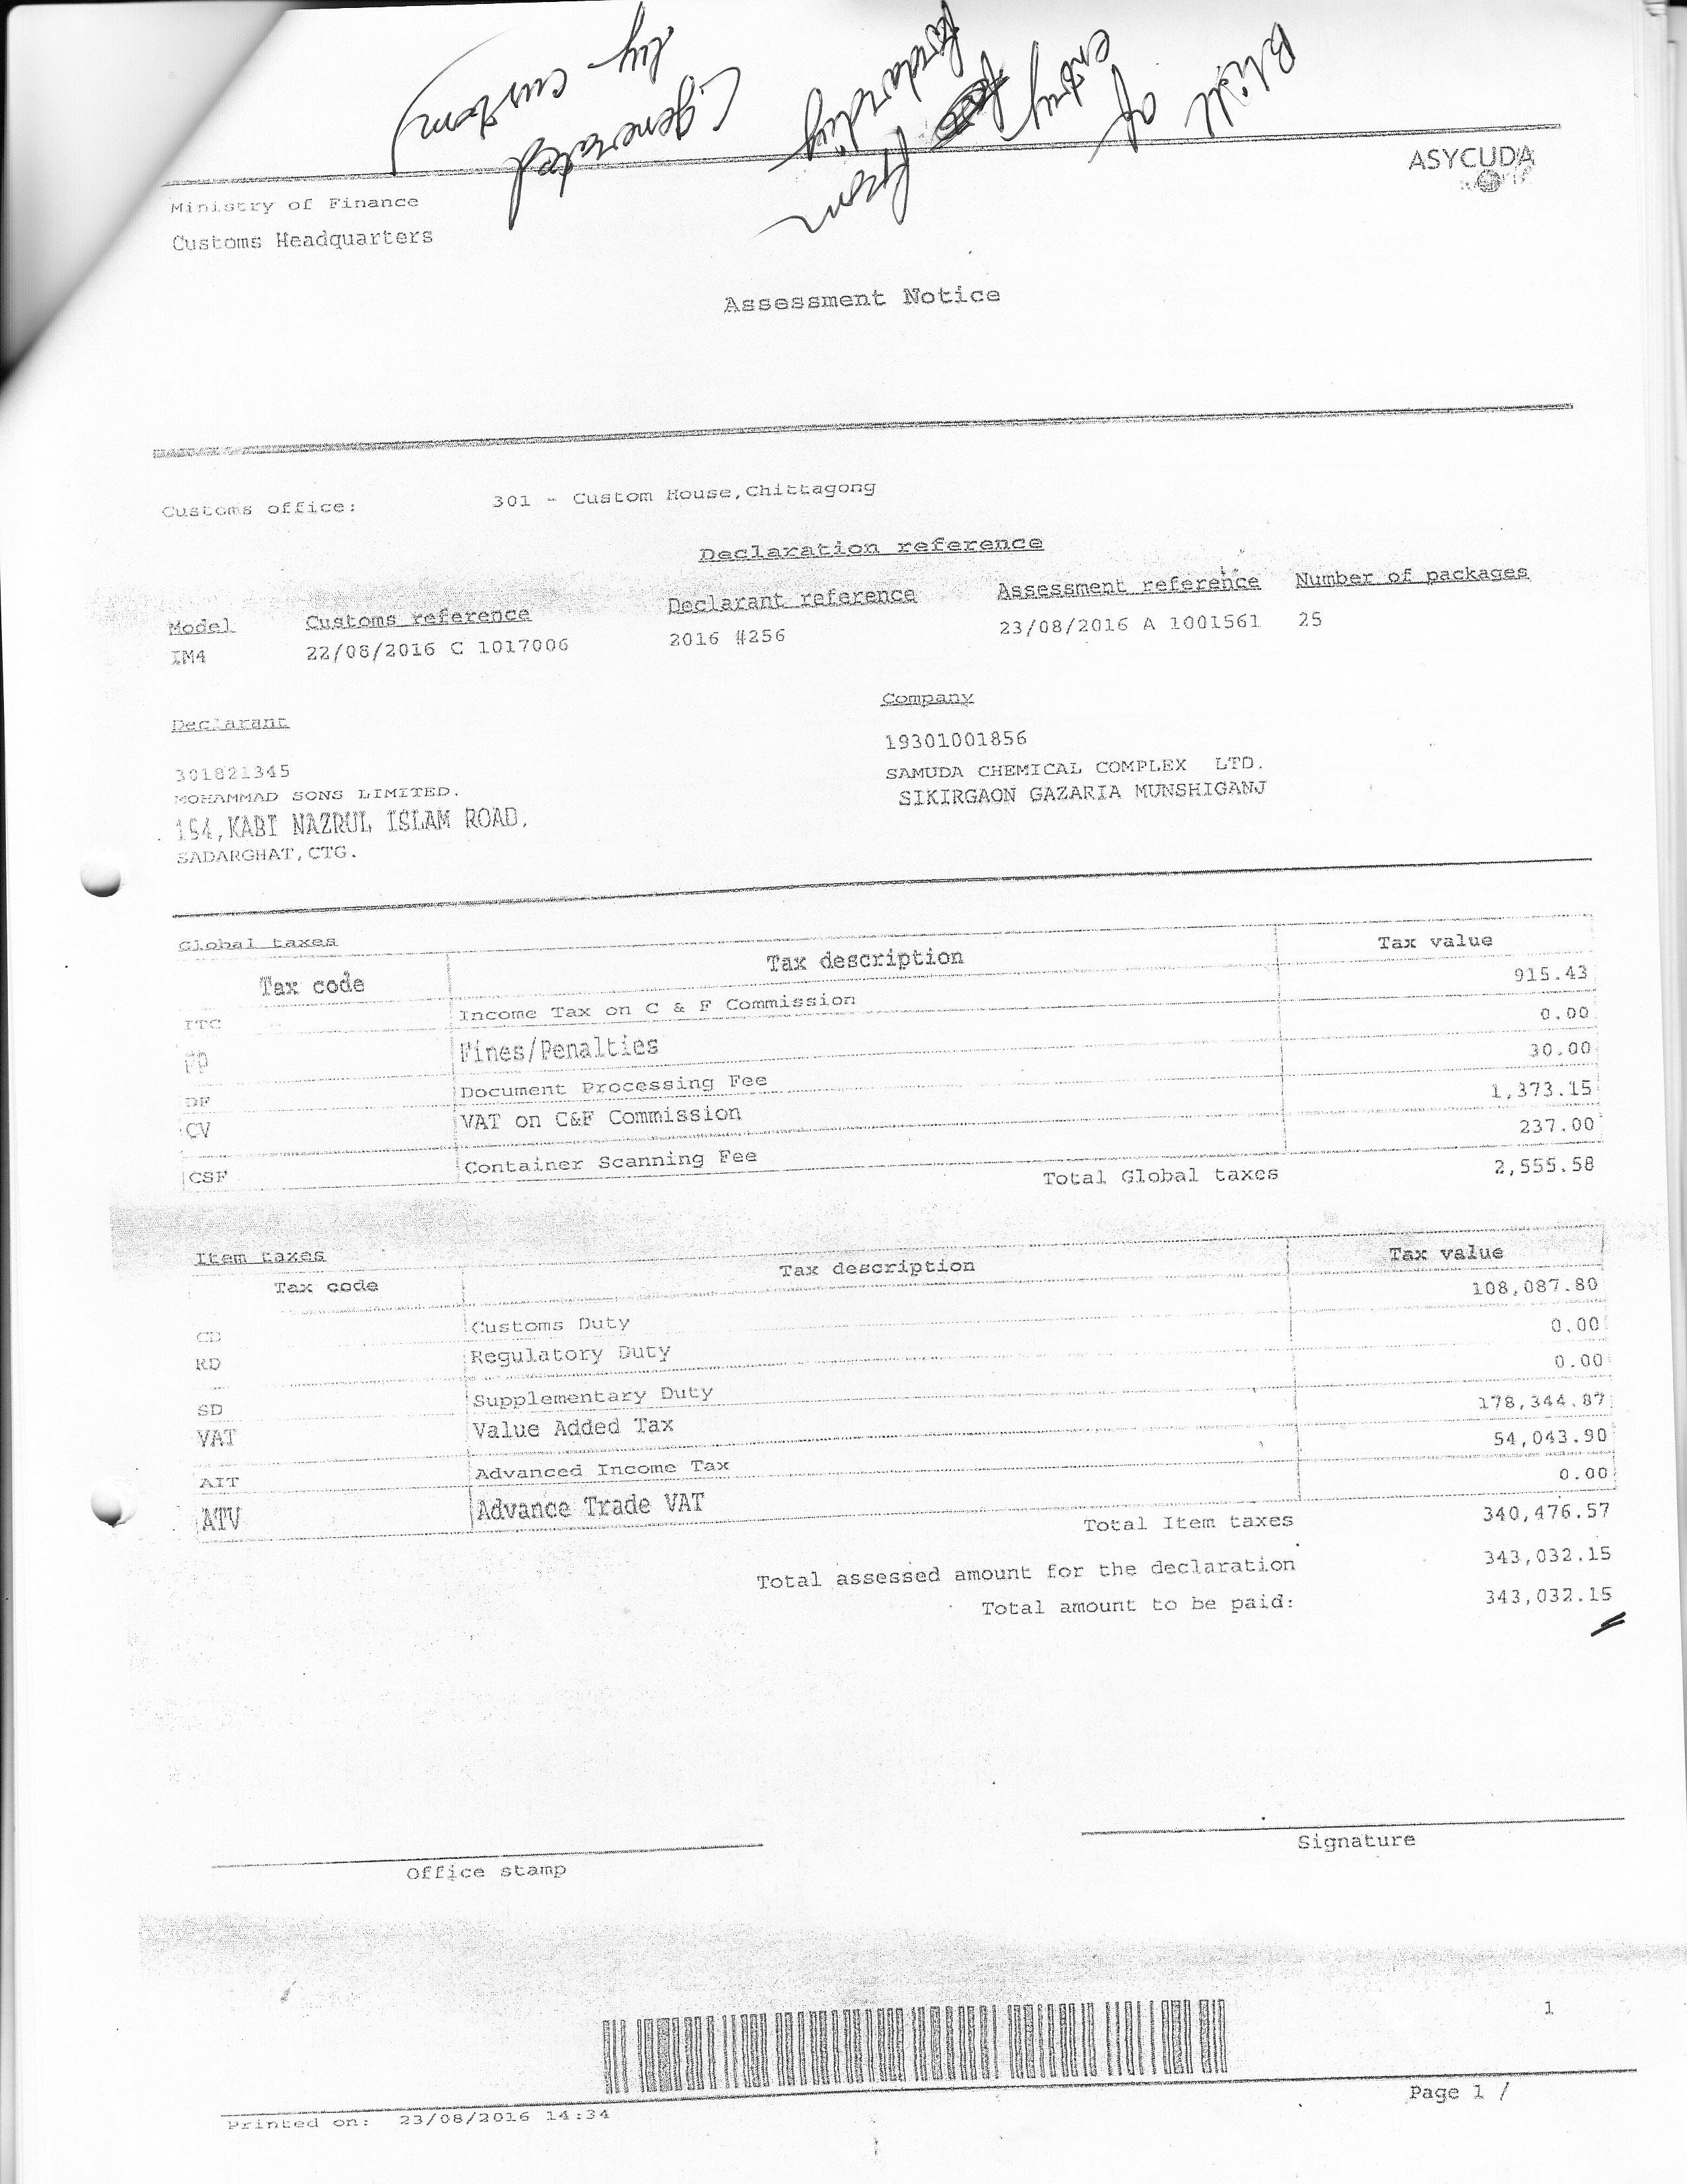 Bill of
entry from
generated
by custom
ASYCUDA
Ministry of Finance
Customs Headquarters
Assessment Notice
Customs office: 301 - Custom House,Chittagong
Declaration reference
Model Customs reference Declarant reference Assessment reference Number of packages
IM4 22/08/2016 C 1017006 2016 #256 23/08/2016 A 1001561 25
Declarant Company
301821345 19301001856
MOHAMMAD SONS LIMITED. SAMUDA CHEMICAL COMPLEX LTD.
154,KABI NAZRUL ISLAM ROAD, SIKIRGAON GAZARIA MUNSHIGANJ
SADARGHAT,CTG.
Global taxes
Tax code Tax description Tax value
ITC Income Tax on C & F Commission 915.43
FP Fines/Penalties 0.00
DF Document Processing Fee 30.00
CV VAT on C&F Commission 1,373.15
CSF Container Scanning Fee 237.00
Total Global taxes 2,555.58
Item taxes
Tax code Tax description Tax value
CD Customs Duty 108,087.80
RD Regulatory Duty 0.00
SD Supplementary Duty 0.00
VAT Value Added Tax 178,344.87
AIT Advanced Income Tax 54,043.90
ATV Advance Trade VAT 0.00
Total Item taxes 340,476.57
Total assessed amount for the declaration 343,032.15
Total amount to be paid: 343,032.15
Office stamp Signature
1
Page 1 /
Printed on: 23/08/2016 14:34